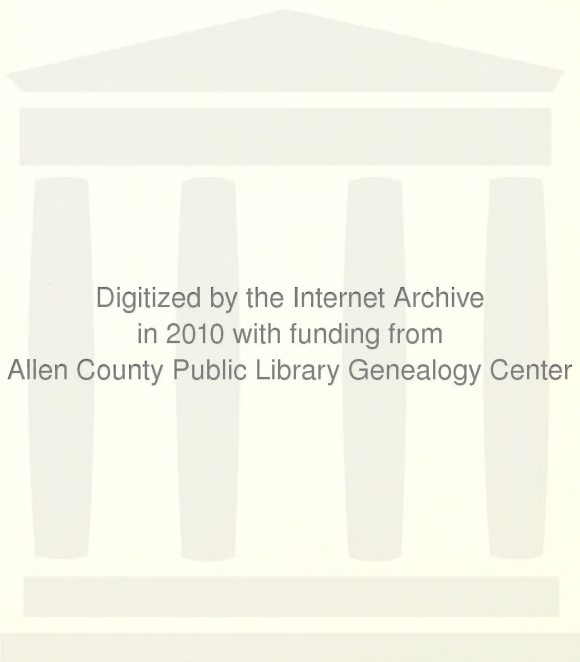 Digitized by the Internet Archive
in 2010 with funding from
Allen County Public Library Genealogy Center